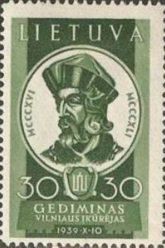 LIETUVA
MCCCXVI
MCCCXLI
30 30
GEDIMINAS
VILNIAUS ĮKŪRĖJAS
1939·X·10